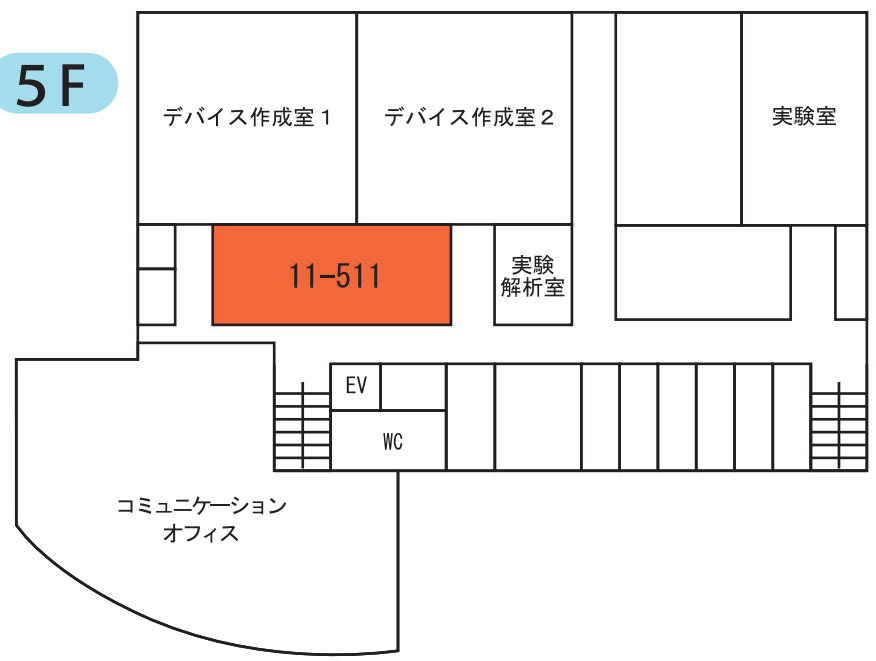 5F
デバイス作成室1
デバイス作成室2
実験室
11-511
実験
解析室
EV
WC
コミュニケーション
オフィス